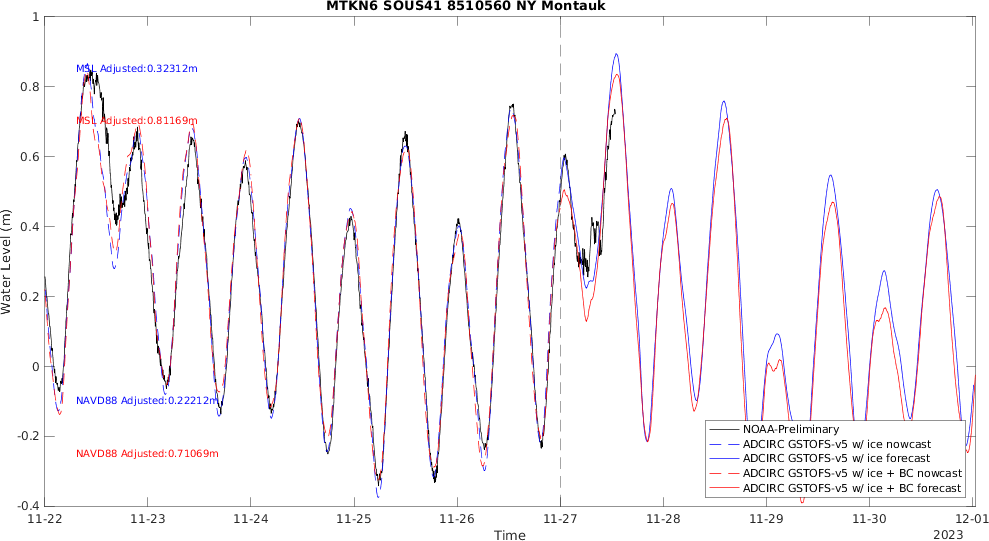 MTKN6 SOUS41 8510560 NY Montauk
1
0.8
0.6
0.4
0.2
0
-0.2
-0.4
Water Level (m)
MSL Adjusted:0.32312m
MSL Adjusted:0.81169m
NAVD88 Adjusted:0.22212m
NAVD88 Adjusted:0.71069m
NOAA-Preliminary
ADCIRC GSTOFS-v5 w/ ice nowcast
ADCIRC GSTOFS-v5 w/ ice forecast
ADCIRC GSTOFS-v5 w/ ice + BC nowcast
ADCIRC GSTOFS-v5 w/ ice + BC forecast
11-22 11-23 11-24 11-25 11-26 11-27 11-28 11-29 11-30 12-01
Time
2023